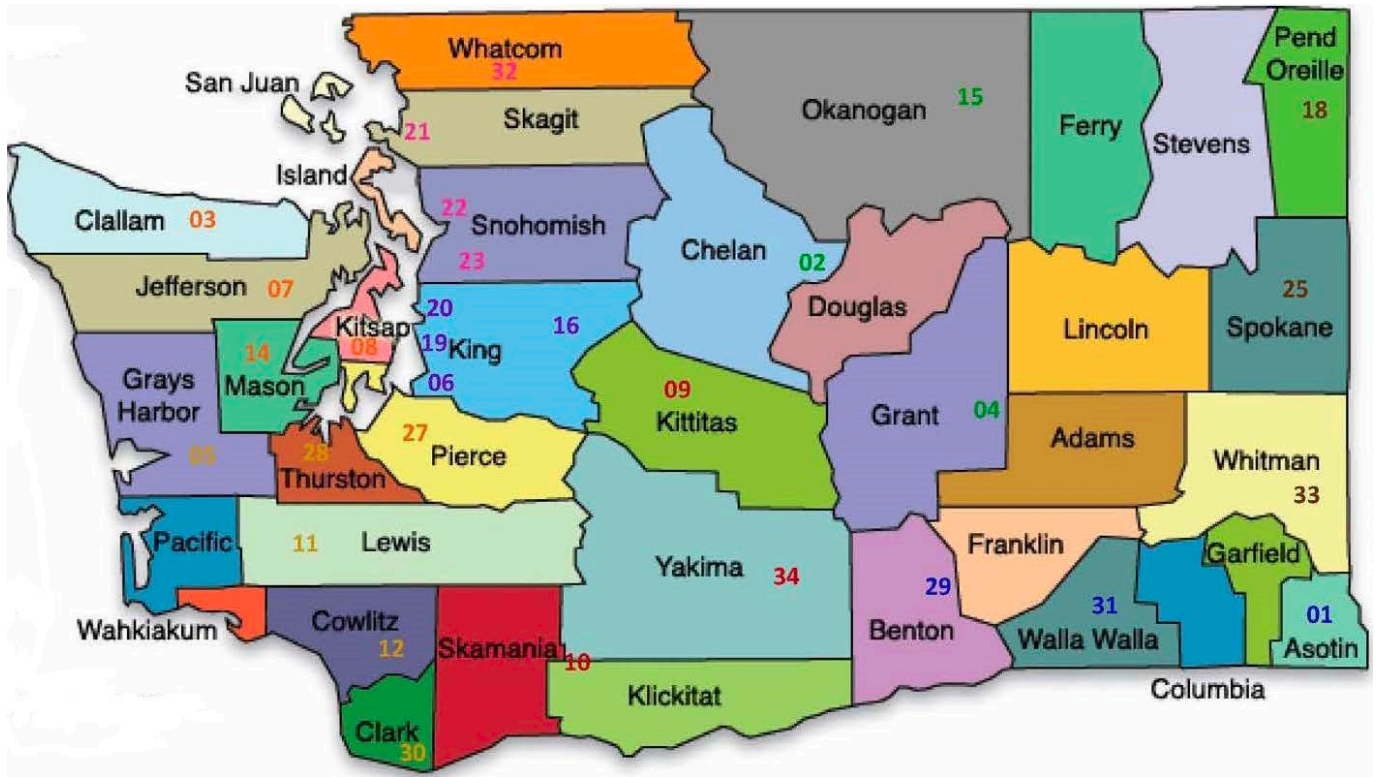 Whatcom
32
San Juan
Skagit
21
Okanogan
15
Ferry
Stevens
Pend
Oreille
18
Island
Clallam
03
22
Snohomish
23
Chelan
02
Jefferson
07
Douglas
Lincoln
25
Spokane
Kitsap
08
20
16
19
King
06
14
Mason
Grays
Harbor
05
09
Kittitas
Grant
04
Adams
Whitman
33
27
Pierce
28
Thurston
Pacific
11
Lewis
Yakima
34
Franklin
Garfield
29
31
01
Wahkiakum
Cowlitz
12
Skamania
10
Benton
Walla Walla
Asotin
Klickitat
Columbia
Clark
30